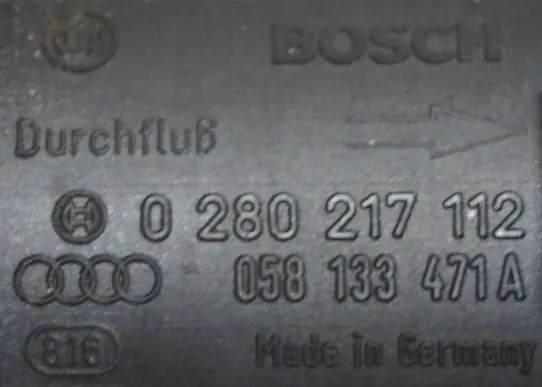 BOSCH
Durchfluß
0 280 217 112
058 133 471 A
816
Made in Germany